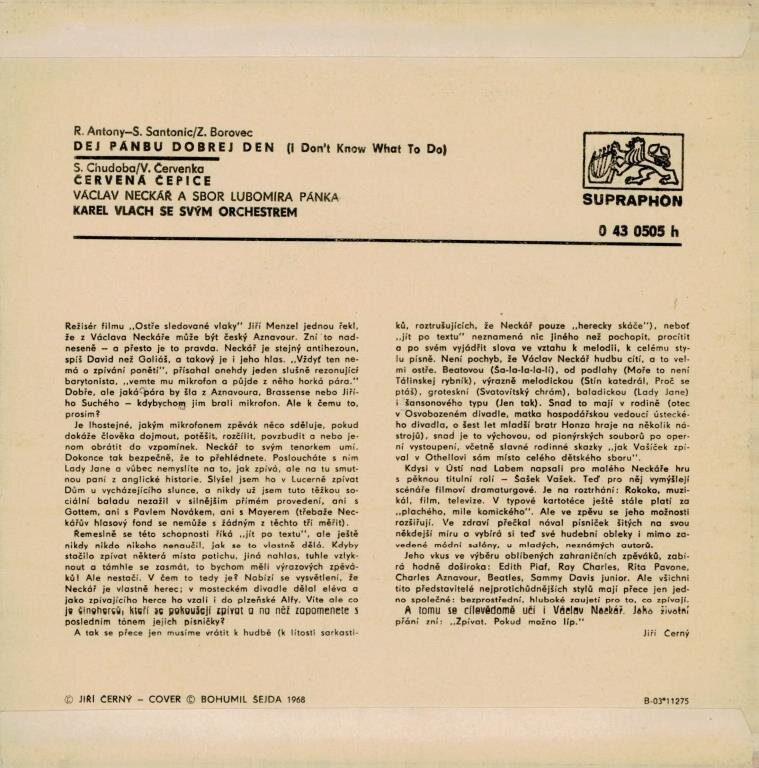 R. Antony–S. Santonic/Z. Borovec
DEJ PÁNBU DOBREJ DEN (I Don't Know What To Do)
S. Chudoba/V. Červenka
ČERVENÁ ČEPICE
VÁCLAV NECKÁŘ A SBOR LUBOMÍRA PÁNKA
KAREL VLACH SE SVÝM ORCHESTREM
SUPRAPHON
0 43 0505 h
Režisér filmu „Ostře sledované vlaky" Jiří Menzel jednou řekl,
že z Václava Neckáře může být český Aznavour. Zní to nad-
neseně – a přesto je to pravda. Neckář je stejný antihezoun,
spíš David než Goliáš, a takový je i jeho hlas. „Vždyť ten ne-
má o zpívání ponětí", přísahal onehdy jeden slušně rezonující
barytonista, „vemte mu mikrofon a půjde z něho horká pára."
Dobře, ale jaká pára by šla z Aznavoura, Brassense nebo Jiří-
ho Suchého – kdybychom jim brali mikrofon. Ale k čemu to,
prosím?
Je lhostejné, jakým mikrofonem zpěvák něco sděluje, pokud
dokáže člověka dojmout, potěšit, rozčílit, povzbudit a nebo je-
nom obrátit do vzpomínek. Neckář to svým tenorkem umí.
Dokonce tak bezpečně, že to přehlédnete. Posloucháte s ním
Lady Jane a vůbec nemyslíte na to, jak zpívá, ale na tu smut-
nou paní z anglické historie. Slyšel jsem ho v Lucerně zpívat
Dům u vycházejícího slunce, a nikdy už jsem tuto těžkou so-
ciální baladu nezažil v silnějším přímém provedení, ani s
Gottem, ani s Pavlem Novákem, ani s Mayerem (třebaže Nec-
kářův hlasový fond se nemůže s žádným z těchto tří měřit).
Řemeslně se této schopnosti říká „jít po textu", ale ještě
nikdy nikdo nikoho nenaučil, jak se to vlastně dělá. Kdyby
stačilo zpívat některá místa potichu, jiná nahlas, tuhle vzlyk-
nout a támhle se zasmát, to bychom měli výrazových zpěvá-
ků! Ale nestačí. V čem to tedy je? Nabízí se vysvětlení, že
Neckář je vlastně herec; v mosteckém divadle dělal eléva a
jako zpívajícího herce ho vzali i do plzeňské Alfy. Víte ale co
je činoherců, kteří se pokoušejí zpívat a na něž zapomenete s
posledním tónem jejich písničky?
A tak se přece jen musíme vrátit k hudbě (k lítosti sarkasti-
ků, roztrušujících, že Neckář pouze „herecky skáče"), neboť
„jít po textu" neznamená nic jiného než pochopit, procítit
a po svém vyjádřit slova ve vztahu k melodii, k celému sty-
lu písně. Není pochyb, že Václav Neckář hudbu cítí, a to vel-
mi ostře. Beatovou (Ša-la-la-la-lí), od podlahy (Moře to není
Tálinskej rybník), výrazně melodickou (Stín katedrál, Proč se
ptáš), groteskní (Svatovítský chrám), baladickou (Lady Jane)
i šansonového typu (Jen tak). Snad to mají v rodině (otec
v Osvobozeném divadle, matka hospodářskou vedoucí ústecké-
ho divadla, o šest let mladší bratr Honza hraje na několik ná-
strojů), snad je to výchovou, od pionýrských souborů po oper-
ní vystoupení, včetně slavné rodinné skazky „jak Vašíček zpí-
val v Othellovi sám místo celého dětského sboru".
Kdysi v Ústí nad Labem napsali pro malého Neckáře hru
s pěknou titulní rolí – Šašek Vašek. Teď pro něj vymýšlejí
scénáře filmoví dramaturgové. Je na roztrhání: Rokoko, muzi-
kál, film, televize. V typové kartotéce ještě stále platí za
„plachého, mile komického". Ale ve zpěvu se jeho možnosti
rozšiřují. Ve zdraví přečkal nával písniček šitých na svou
někdejší míru a vybírá si teď své hudební obleky i mimo za-
vedené módní salóny, u mladých, neznámých autorů.
Jeho vkus ve výběru oblíbených zahraničních zpěváků, zabí-
rá hodně doširoka: Edith Piaf, Ray Charles, Rita Pavone,
Charles Aznavour, Beatles, Sammy Davis junior. Ale všichni
tito představitelé nejprotichůdnějších stylů mají přece jen jed-
no společné: bezprostřední, hluboké zaujetí pro to, co zpívají.
A tomu se cílevědomě učí i Václav Neckář. Jeho životní
přání zní: „Zpívat. Pokud možno líp."
Jiří Černý
© JIŘÍ ČERNÝ – COVER © BOHUMIL ŠEJDA 1968
B-03*11275